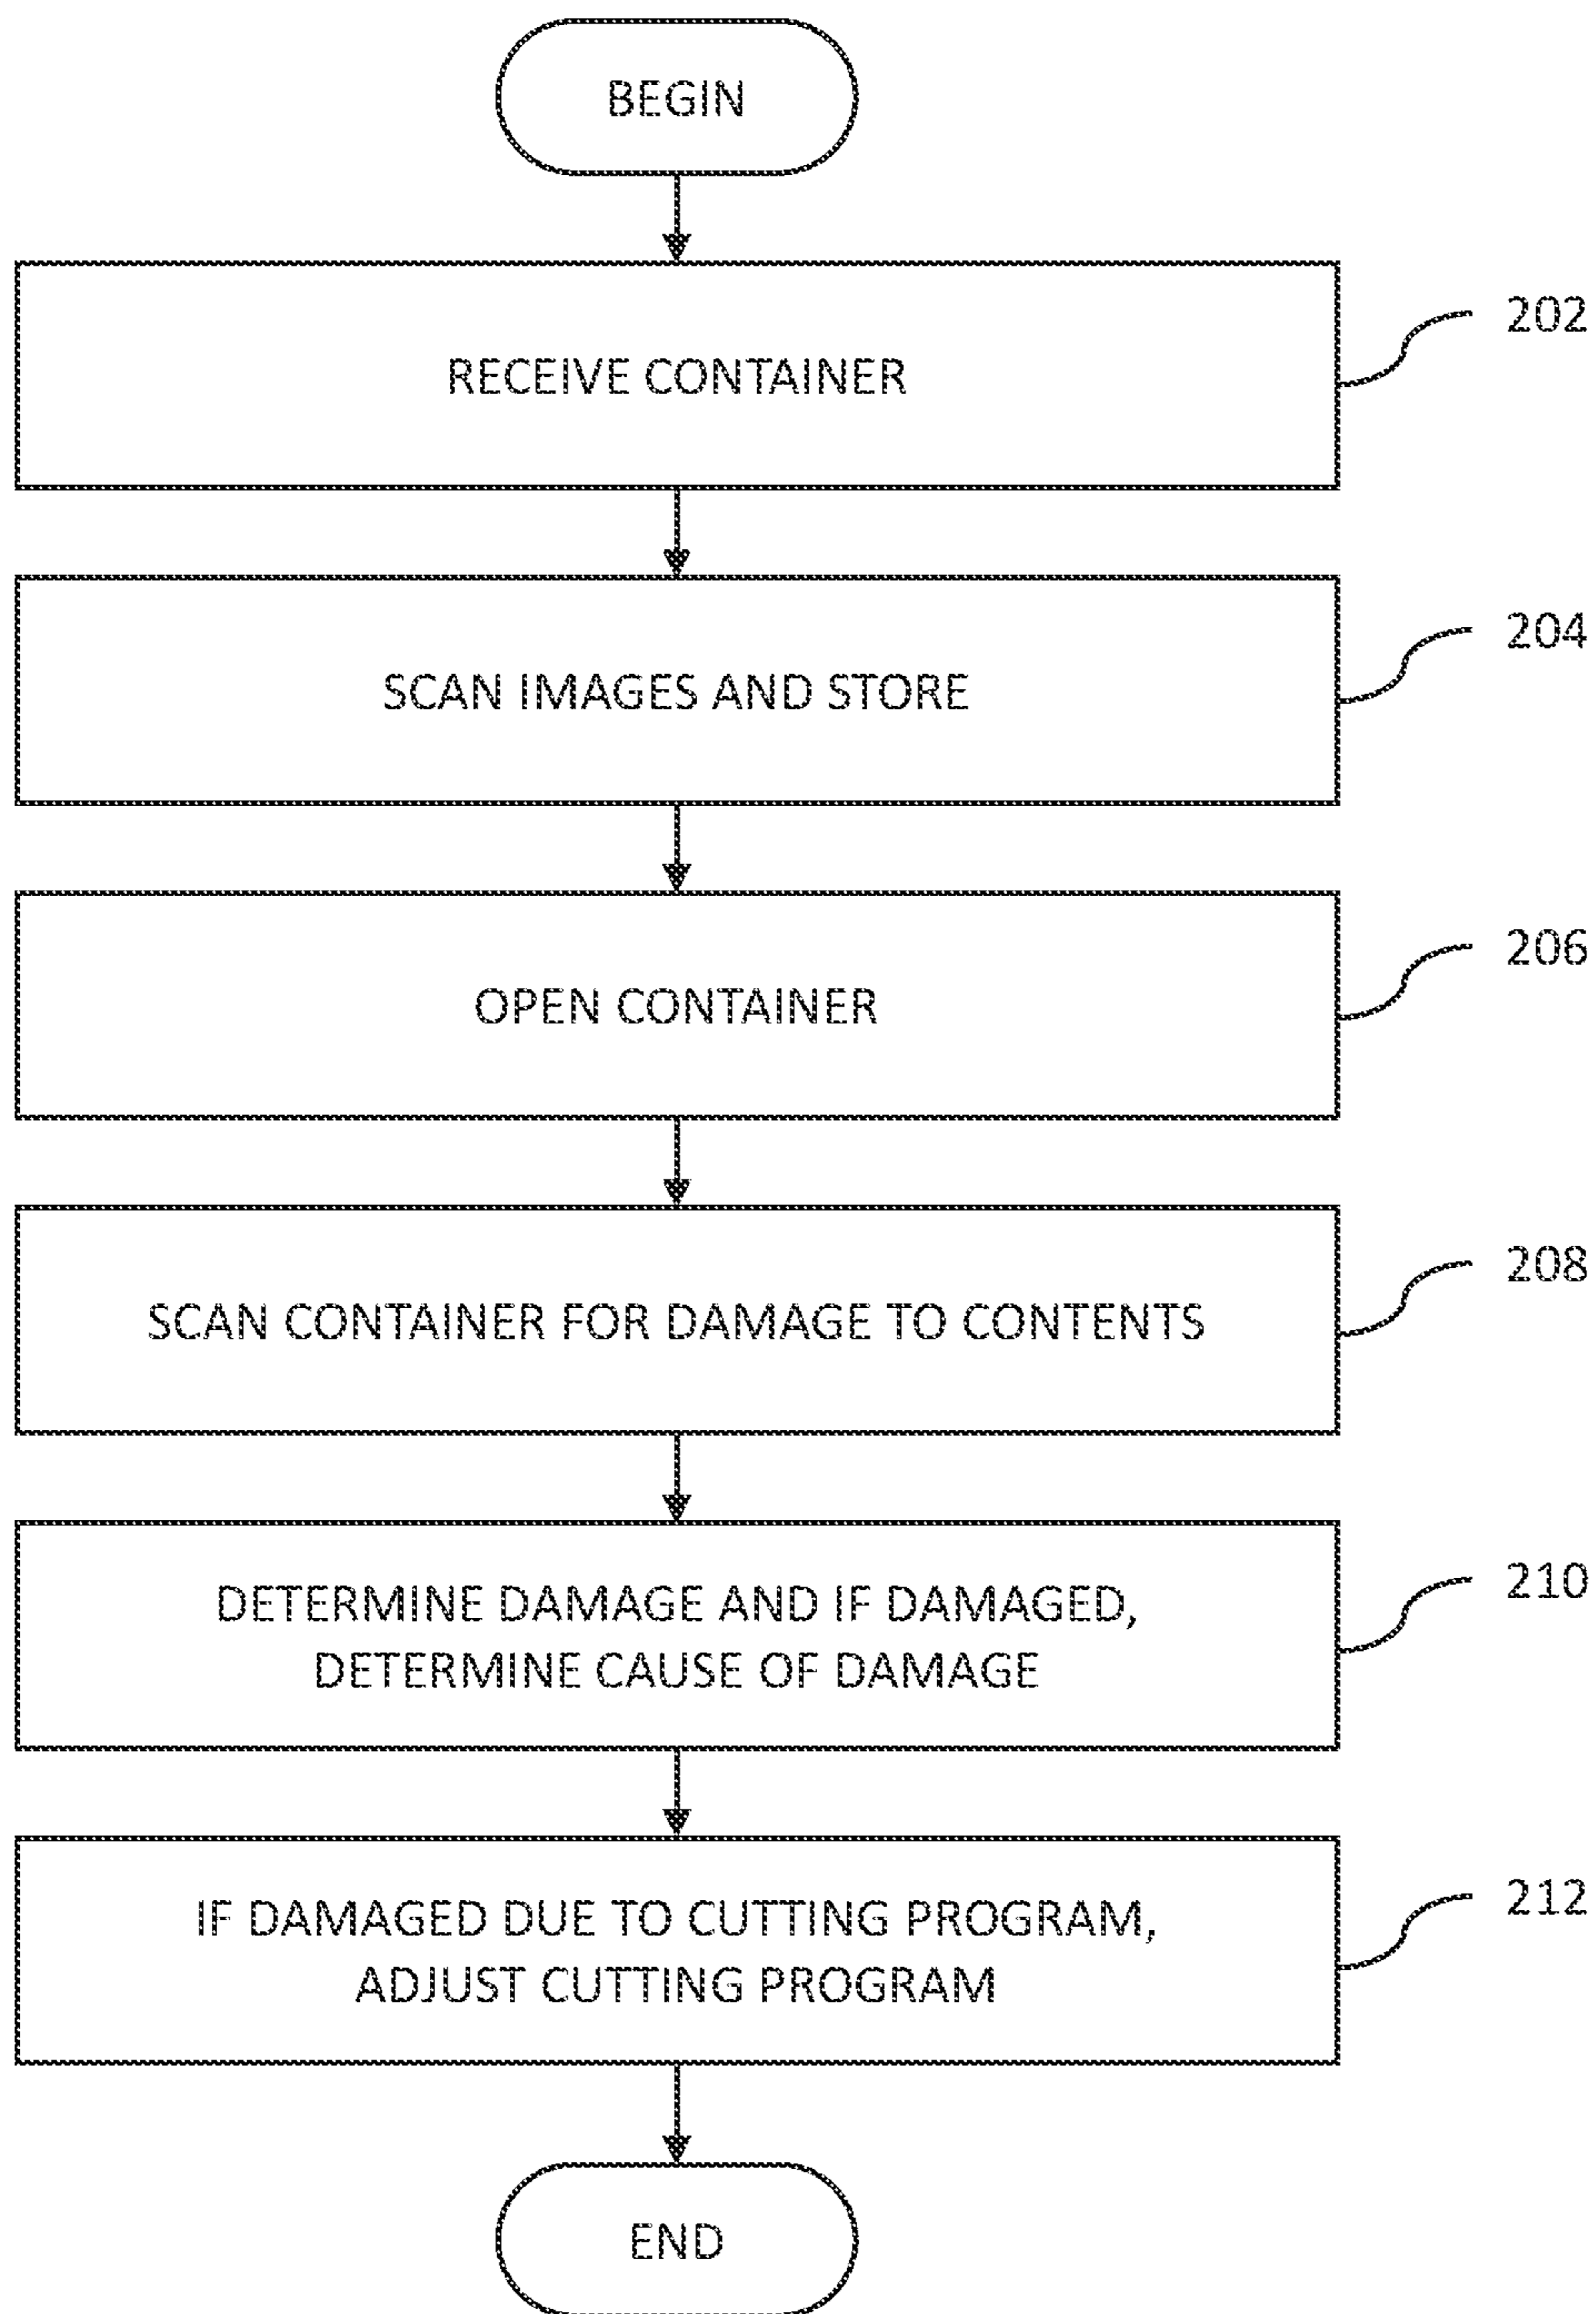 BEGIN
RECEIVE CONTAINER
202
SCAN IMAGES AND STORE
204
OPEN CONTAINER
206
SCAN CONTAINER FOR DAMAGE TO CONTENTS
208
DETERMINE DAMAGE AND IF DAMAGED,
DETERMINE CAUSE OF DAMAGE
210
IF DAMAGED DUE TO CUTTING PROGRAM,
ADJUST CUTTING PROGRAM
212
END